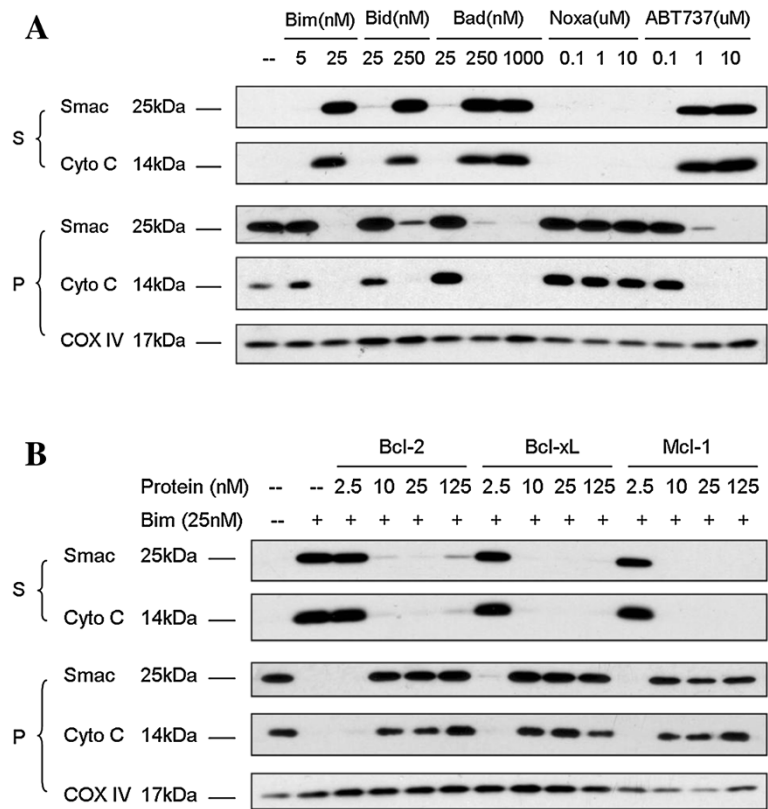 A
Bim(nM) Bid(nM) Bad(nM) Noxa(uM) ABT737(uM)
-- 5 25 25 250 25 250 1000 0.1 1 10 0.1 1 10
S
Smac 25kDa
Cyto C 14kDa
P
Smac 25kDa
Cyto C 14kDa
COX IV 17kDa
B
Bcl-2 Bcl-xL Mcl-1
Protein (nM) -- -- 2.5 10 25 125 2.5 10 25 125 2.5 10 25 125
Bim (25nM) -- + + + + + + + + + + + + +
S
Smac 25kDa
Cyto C 14kDa
P
Smac 25kDa
Cyto C 14kDa
COX IV 17kDa